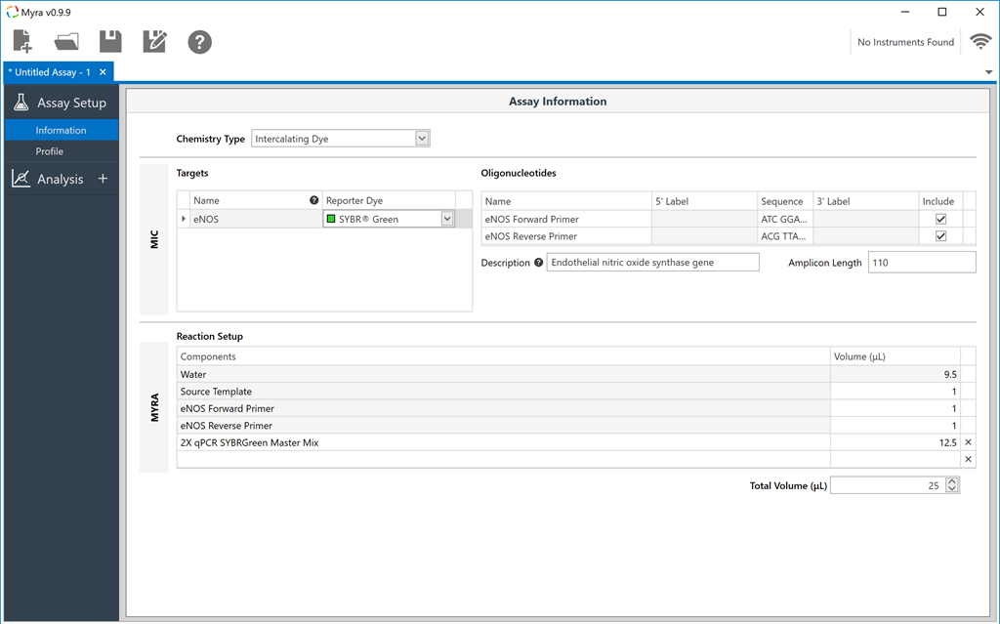 Myra v0.9.9
No Instruments Found
* Untitled Assay - 1
Assay Setup
Information
Profile
Analysis
Assay Information
Chemistry Type Intercalating Dye
Targets
Name Reporter Dye
eNOS SYBR® Green
Oligonucleotides
Name 5' Label Sequence 3' Label Include
eNOS Forward Primer ATC GGA...
eNOS Reverse Primer ACG TTA...
Description Endothelial nitric oxide synthase gene Amplicon Length 110
MIC
Reaction Setup
Components Volume (µL)
Water 9.5
Source Template 1
eNOS Forward Primer 1
eNOS Reverse Primer 1
2X qPCR SYBRGreen Master Mix 12.5
MYRA
Total Volume (µL) 25